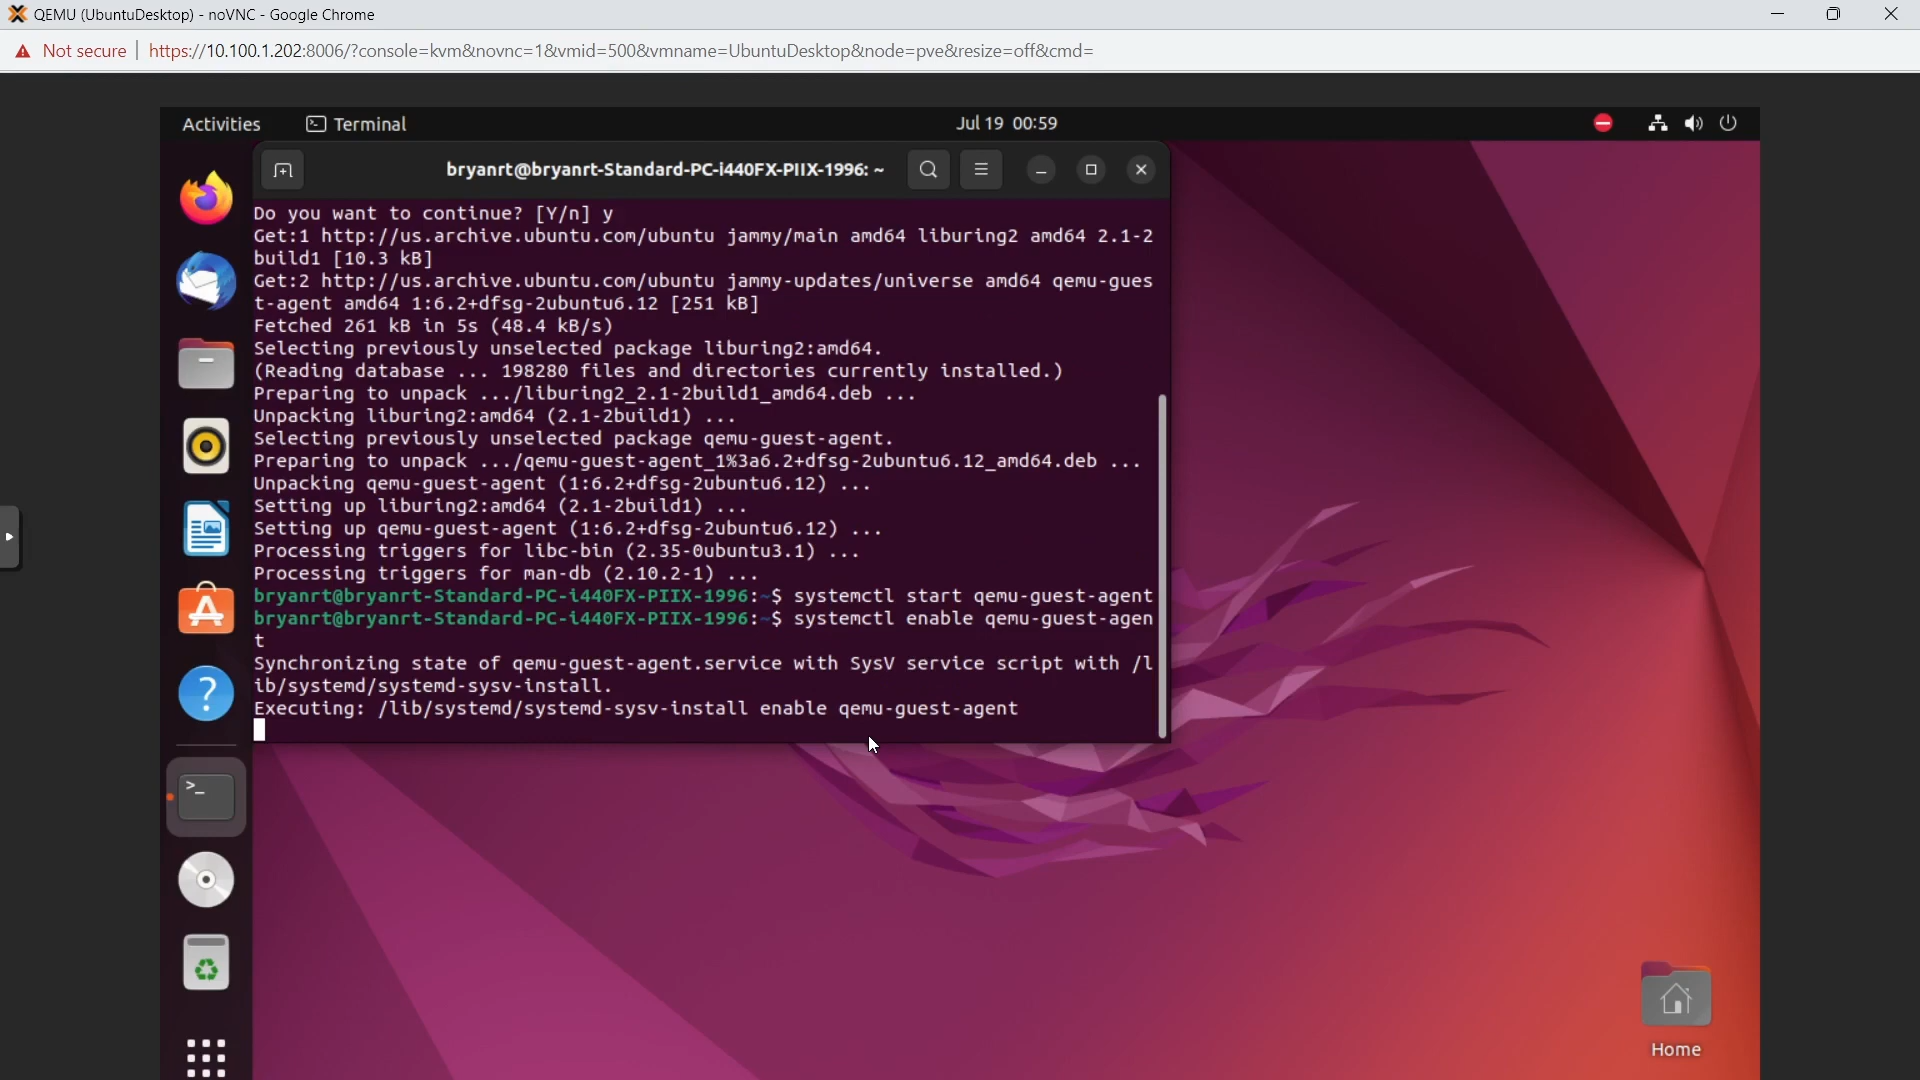 QEMU (UbuntuDesktop) - noVNC - Google Chrome
Not secure | https://10.100.1.202:8006/?console=kvm&novnc=1&vmid=500&vmname=UbuntuDesktop&node=pve&resize=off&cmd=
Activities Terminal Jul 19 00:59
bryanrt@bryanrt-Standard-PC-i440FX-PIIX-1996: ~
Do you want to continue? [Y/n] y
Get:1 http://us.archive.ubuntu.com/ubuntu jammy/main amd64 liburing2 amd64 2.1-2
build1 [10.3 kB]
Get:2 http://us.archive.ubuntu.com/ubuntu jammy-updates/universe amd64 qemu-gues
t-agent amd64 1:6.2+dfsg-2ubuntu6.12 [251 kB]
Fetched 261 kB in 5s (48.4 kB/s)
Selecting previously unselected package liburing2:amd64.
(Reading database ... 198280 files and directories currently installed.)
Preparing to unpack .../liburing2_2.1-2build1_amd64.deb ...
Unpacking liburing2:amd64 (2.1-2build1) ...
Selecting previously unselected package qemu-guest-agent.
Preparing to unpack .../qemu-guest-agent_1%3a6.2+dfsg-2ubuntu6.12_amd64.deb ...
Unpacking qemu-guest-agent (1:6.2+dfsg-2ubuntu6.12) ...
Setting up liburing2:amd64 (2.1-2build1) ...
Setting up qemu-guest-agent (1:6.2+dfsg-2ubuntu6.12) ...
Processing triggers for libc-bin (2.35-0ubuntu3.1) ...
Processing triggers for man-db (2.10.2-1) ...
bryanrt@bryanrt-Standard-PC-i440FX-PIIX-1996:~$ systemctl start qemu-guest-agent
bryanrt@bryanrt-Standard-PC-i440FX-PIIX-1996:~$ systemctl enable qemu-guest-agen
t
Synchronizing state of qemu-guest-agent.service with SysV service script with /l
ib/systemd/systemd-sysv-install.
Executing: /lib/systemd/systemd-sysv-install enable qemu-guest-agent
Home